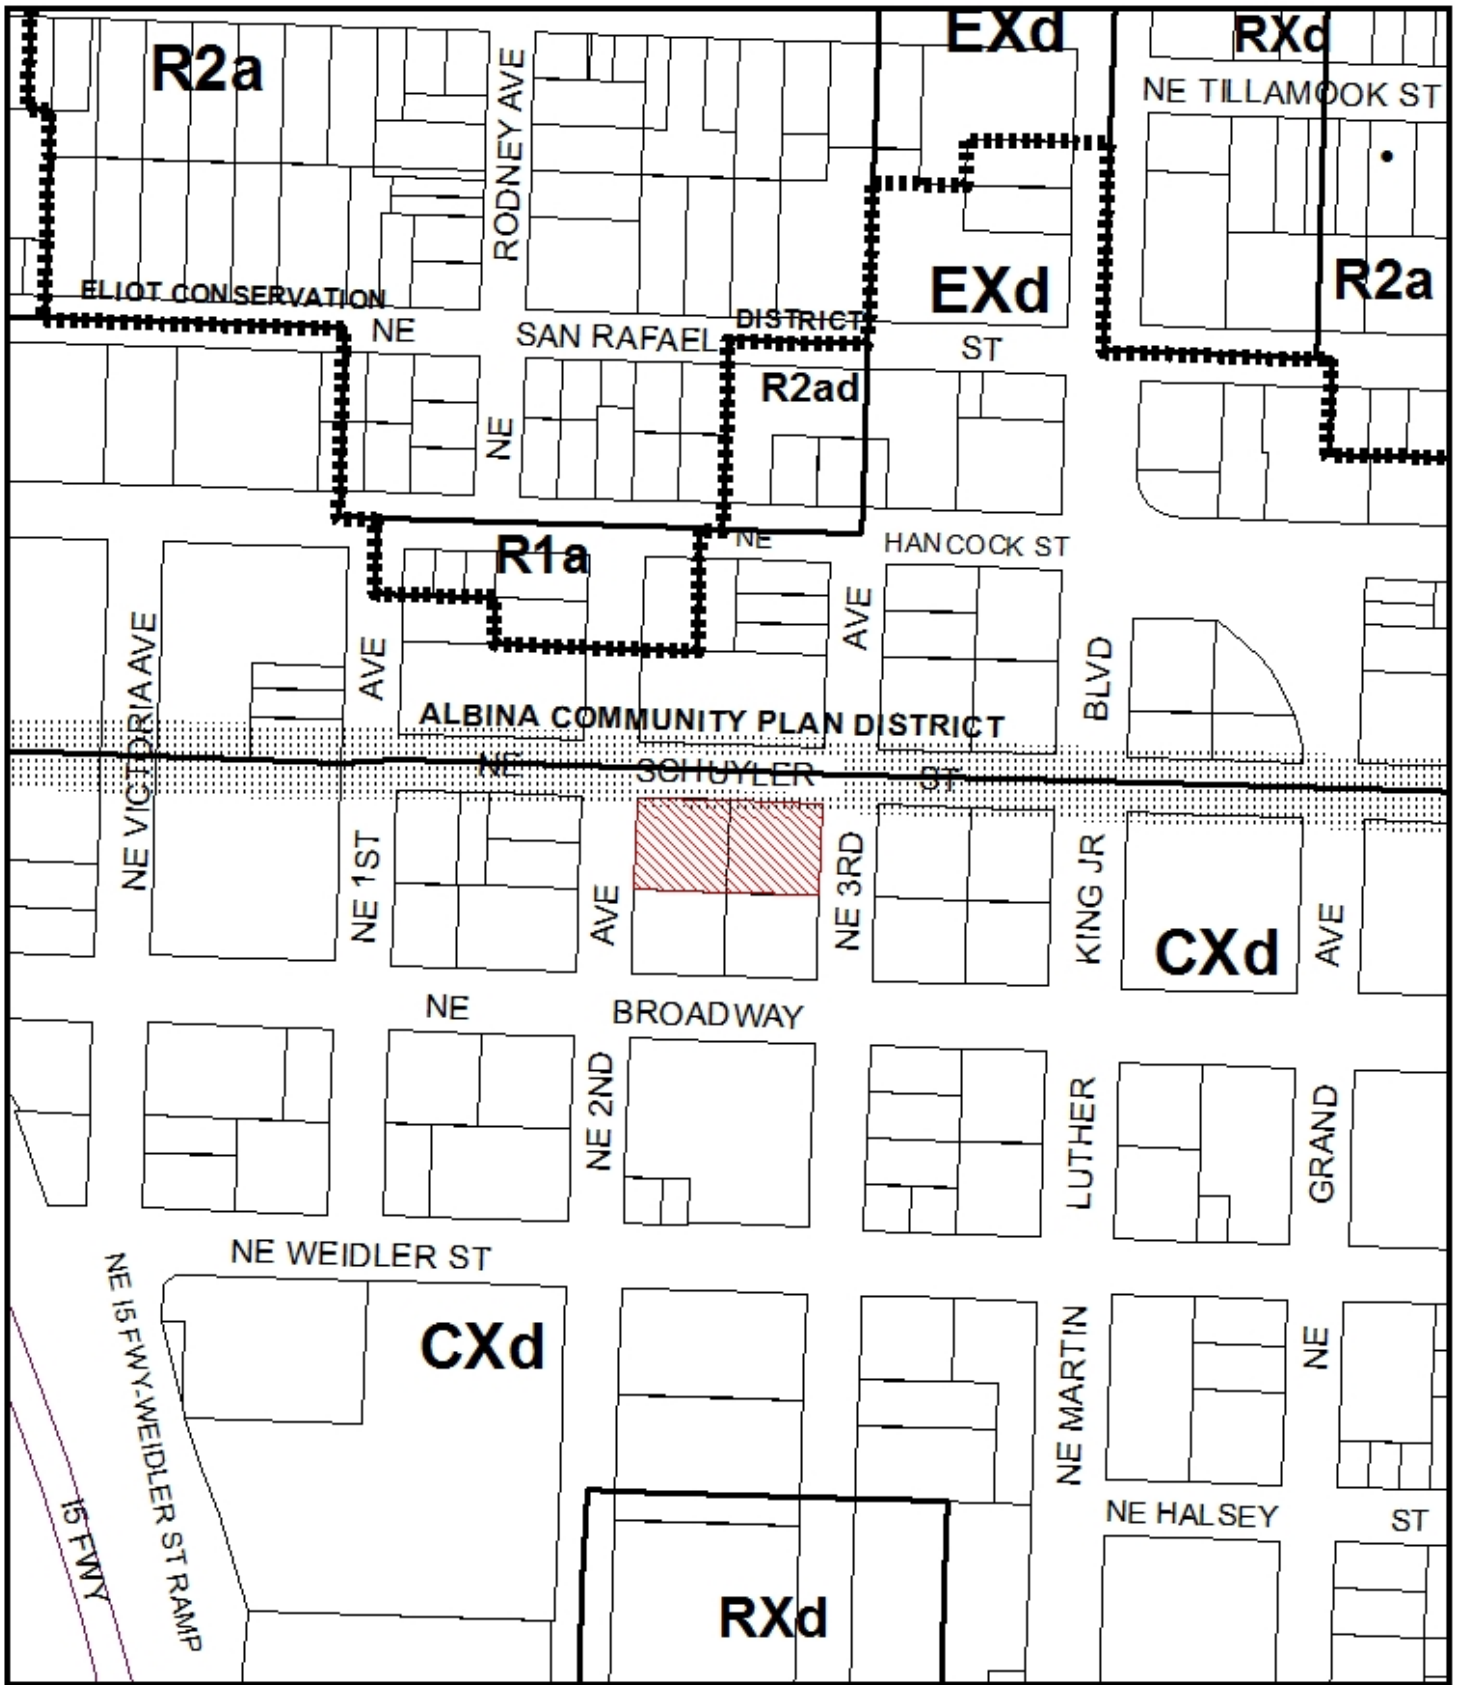 EXd
RXd
R2a
NE TILLAMOOK ST
RODNEY AVE
EXd
R2a
ELIOT CONSERVATION
DISTRICT
NE
SAN RAFAEL
ST
R2ad
NE
R1a
NE
HANCOCK ST
AVE
AVE
BLVD
NE VICTORIA AVE
ALBINA COMMUNITY PLAN DISTRICT
NE
SCHUYLER
ST
NE 1ST
AVE
NE 3RD
KING JR
CXd
AVE
NE
BROADWAY
NE 2ND
LUTHER
GRAND
NE WEIDLER ST
NE I5 FWY-WEIDLER ST RAMP
CXd
NE MARTIN
NE
I5 FWY
NE HALSEY
ST
RXd